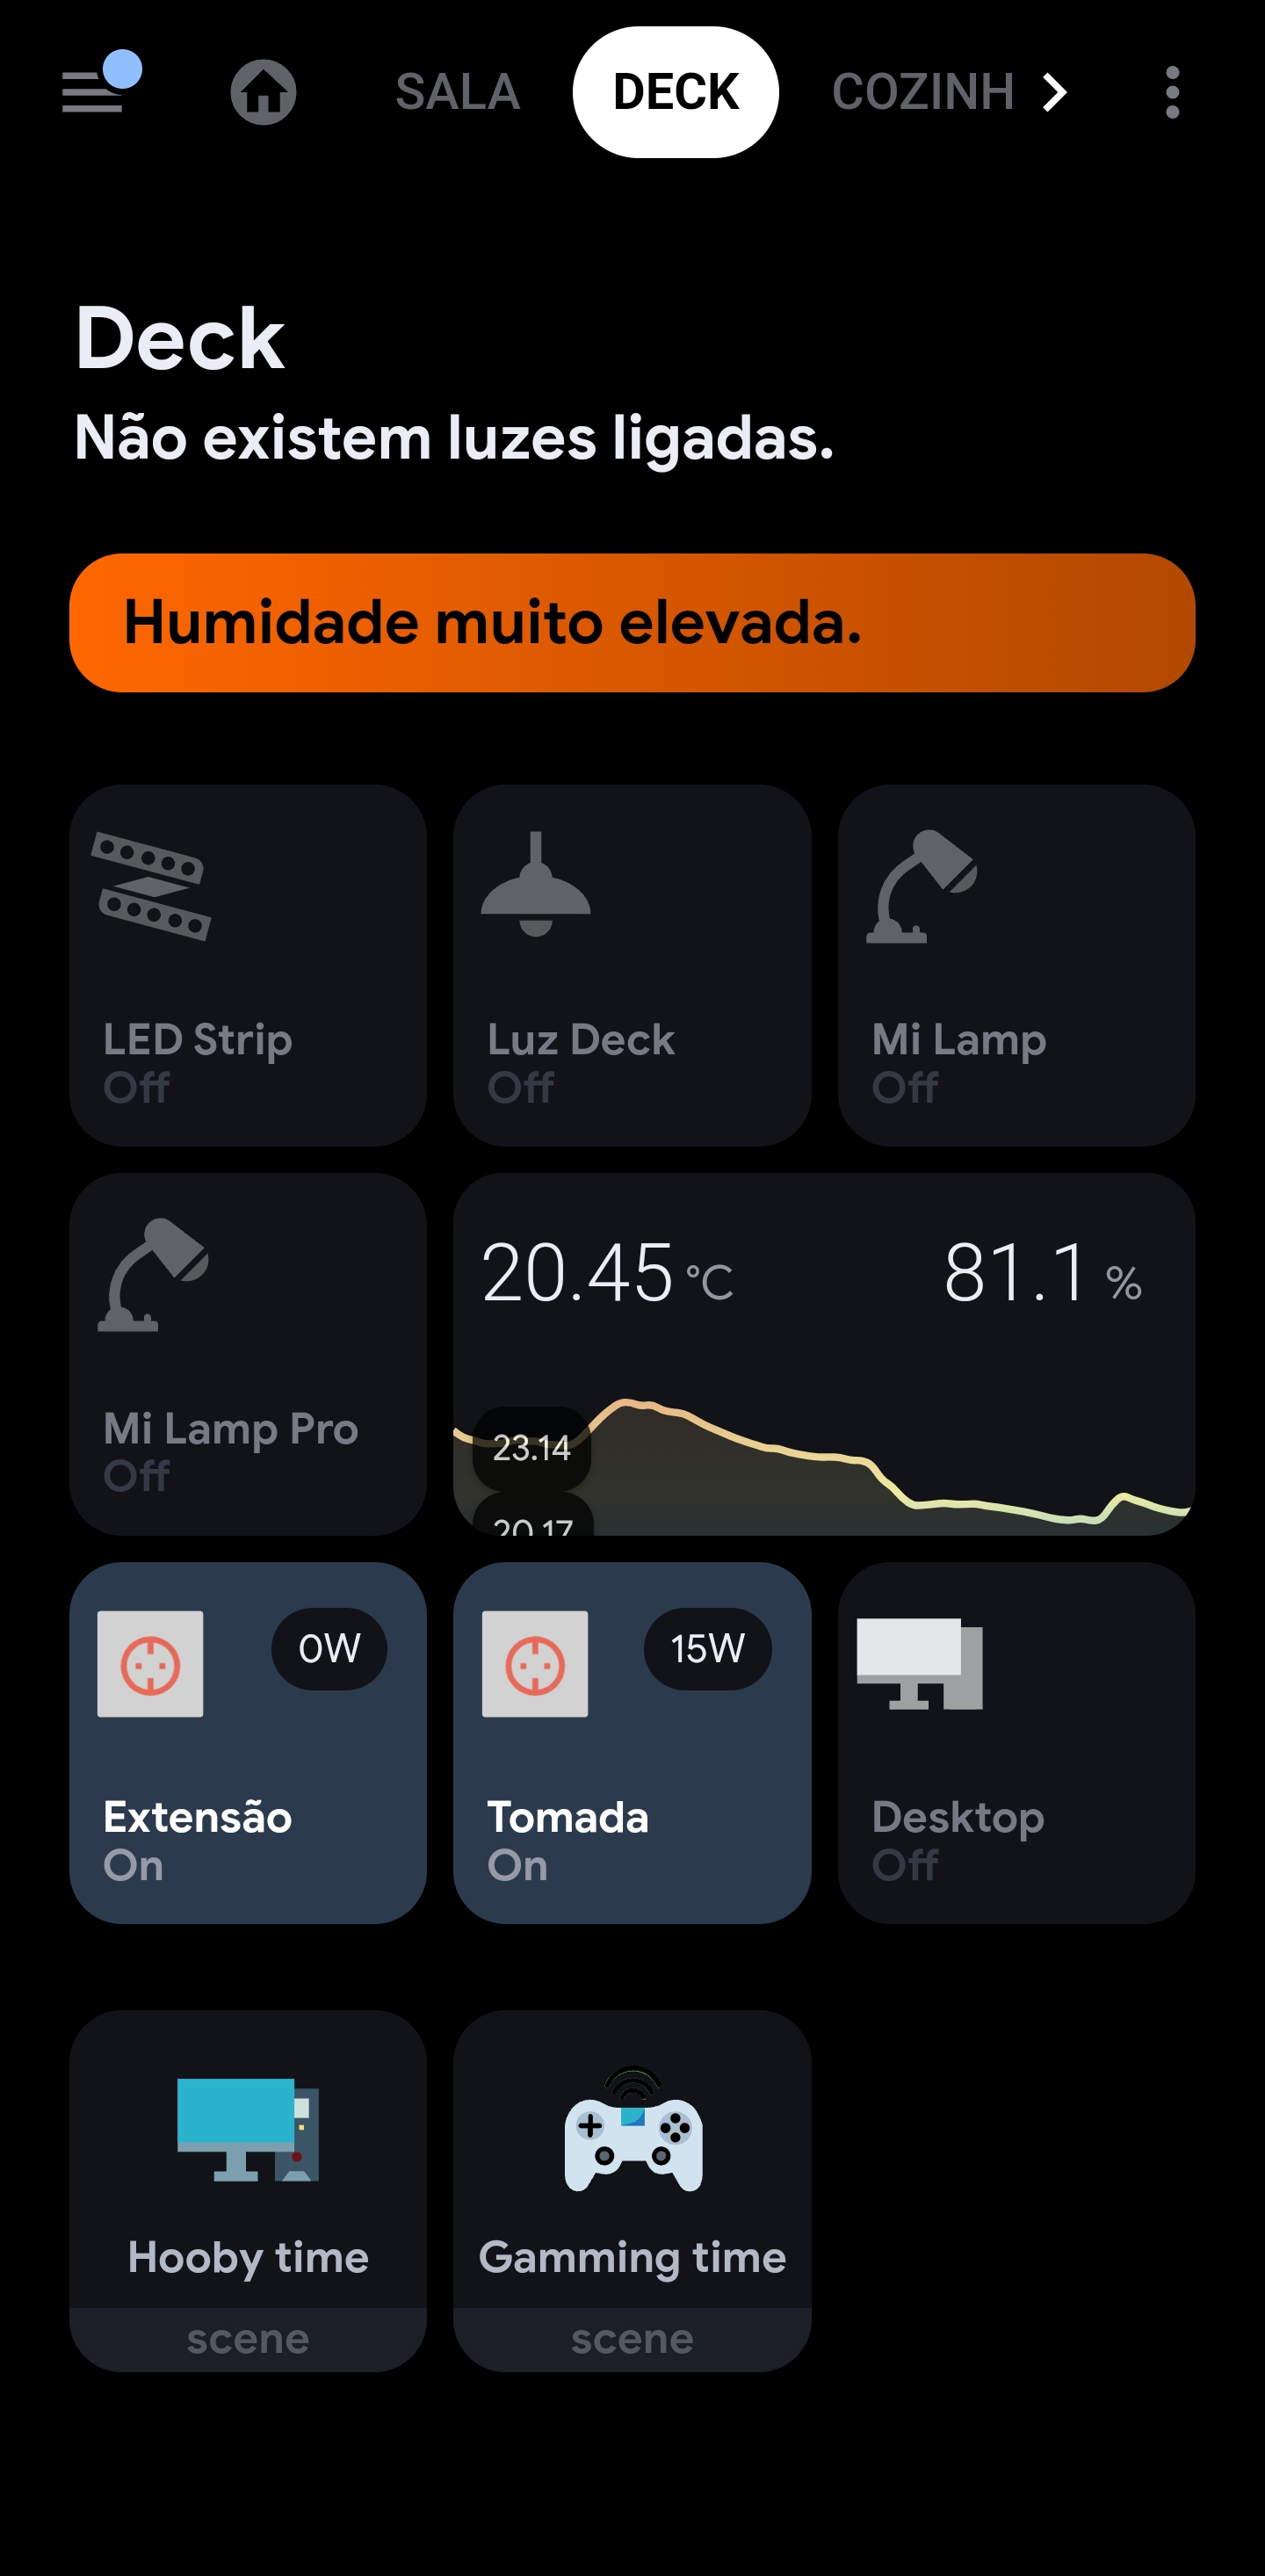 SALA DECK COZINH
Deck
Não existem luzes ligadas.
Humidade muito elevada.
LED Strip
Off
Luz Deck
Off
Mi Lamp
Off
Mi Lamp Pro
Off
20.45 °C 81.1 %
23.14
20.17
0W
Extensão
On
15W
Tomada
On
Desktop
Off
Hooby time
scene
Gamming time
scene